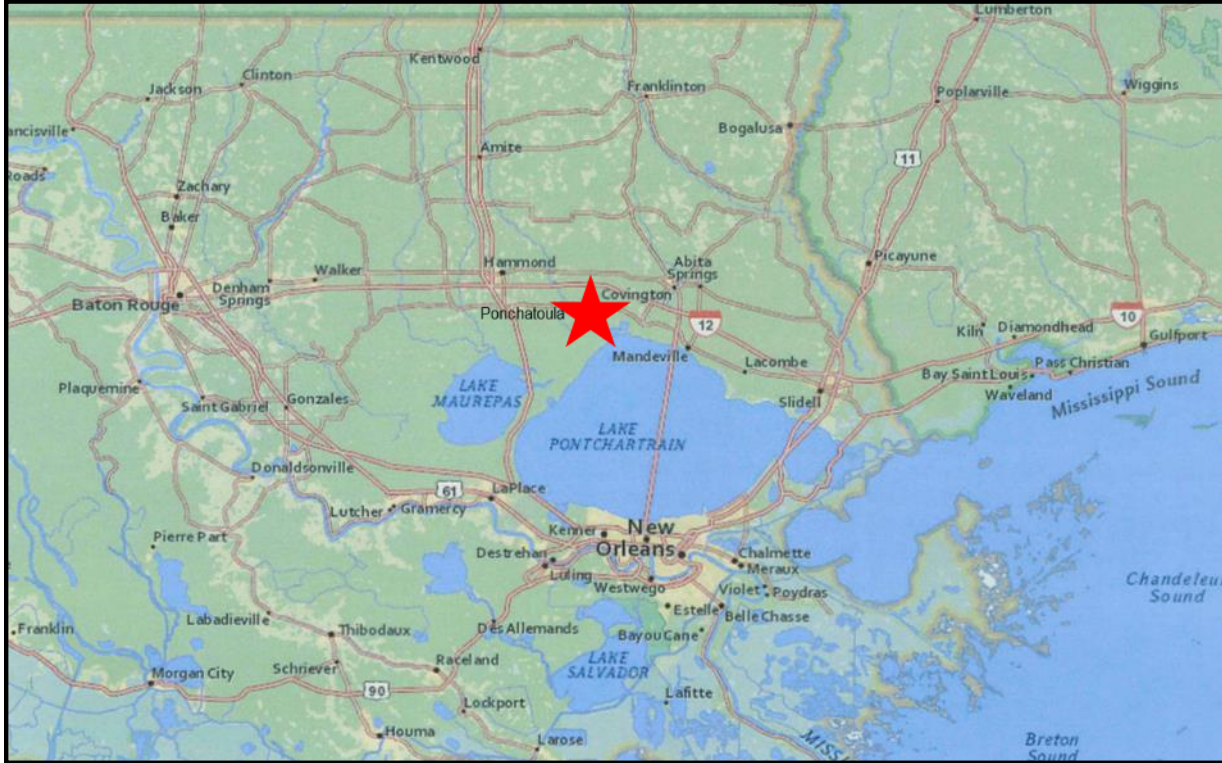 Lumberton
Kentwood
Jackson
Clinton
Franklinton
Poplarville
Wiggins
ancisville
Bogalusa
Amite
11
Roads
Zachary
Baker
Hammond
Abita
Springs
Picayune
Walker
Denham
Springs
Baton Rouge
Covington
Ponchatoula
12
10
Kiln
Diamondhead
Gulfport
Mandeville
Lacombe
Pass Christian
Bay Saint Louis
Waveland
Mississippi Sound
Plaquemine
Saint Gabriel
Gonzales
LAKE
MAUREPAS
Slidell
LAKE
PONTCHARTRAIN
Donaldsonville
61
LaPlace
Lutcher
Gramercy
Kenner
New
Orleans
Pierre Part
Destrehan
Luling
Chalmette
Meraux
Westwego
Violet
Poydras
Chandeleur
Sound
Estelle
Belle Chasse
Labadieville
Franklin
Thibodaux
Des Allemands
Bayou Cane
LAKE
SALVADOR
Schriever
Raceland
Morgan City
90
Lafitte
Lockport
Houma
Larose
MISS
Breton
Sound